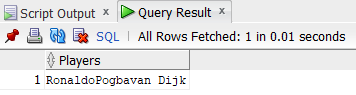 Script Output x Query Result x
SQL | All Rows Fetched: 1 in 0.01 seconds
Players
1 RonaldoPogbavan Dijk